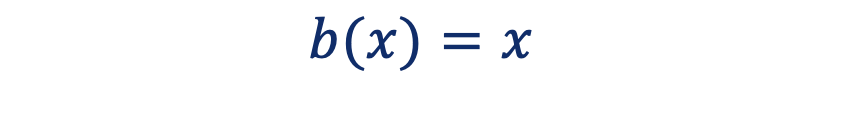 b(x) = x